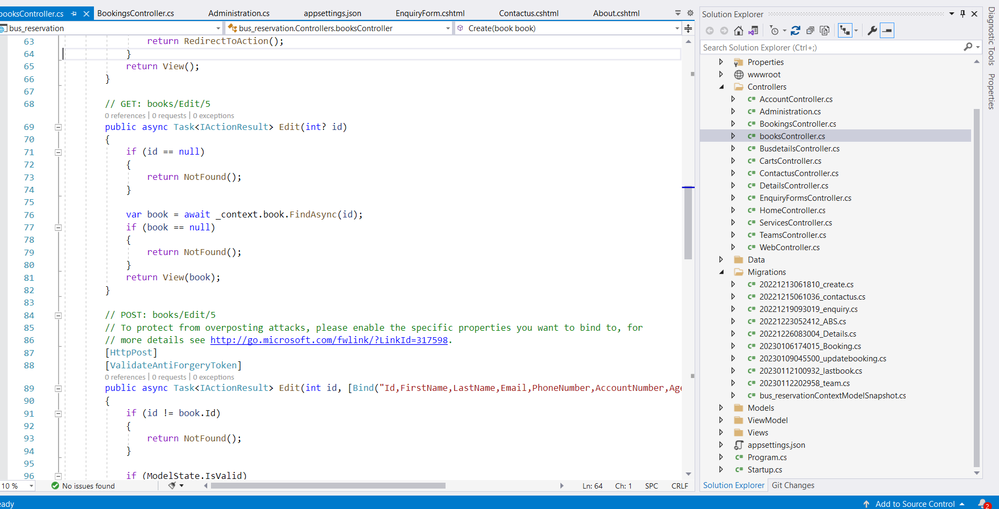 booksController.cs
BookingsController.cs
Administration.cs
appsettings.json
EnquiryForm.cshtml
Contactus.cshtml
About.cshtml
bus_reservation
bus_reservation.Controllers.booksController
Create(book book)
63 return RedirectToAction();
64 }
65 return View();
66 }
67
68 // GET: books/Edit/5
0 references | 0 requests | 0 exceptions
69 public async Task<IActionResult> Edit(int? id)
70 {
71 if (id == null)
72 {
73 return NotFound();
74 }
75
76 var book = await _context.book.FindAsync(id);
77 if (book == null)
78 {
79 return NotFound();
80 }
81 return View(book);
82 }
83
84 // POST: books/Edit/5
85 // To protect from overposting attacks, please enable the specific properties you want to bind to, for
86 // more details see http://go.microsoft.com/fwlink/?LinkId=317598.
87 [HttpPost]
88 [ValidateAntiForgeryToken]
0 references | 0 requests | 0 exceptions
89 public async Task<IActionResult> Edit(int id, [Bind("Id,FirstName,LastName,Email,PhoneNumber,AccountNumber,Age
90 {
91 if (id != book.Id)
92 {
93 return NotFound();
94 }
95
96 if (ModelState.IsValid)
10 %
No issues found
Ln: 64
Ch: 1
SPC
CRLF
Solution Explorer
Search Solution Explorer (Ctrl+;)
Properties
wwwroot
Controllers
C# AccountController.cs
C# Administration.cs
C# BookingsController.cs
C# booksController.cs
C# BusdetailsController.cs
C# CartsController.cs
C# ContactusController.cs
C# DetailsController.cs
C# EnquiryFormsController.cs
C# HomeController.cs
C# ServicesController.cs
C# TeamsController.cs
C# WebController.cs
Data
Migrations
C# 20221213061810_create.cs
C# 20221215061036_contactus.cs
C# 20221219093019_enquiry.cs
C# 20221223052412_ABS.cs
C# 20221226083004_Details.cs
C# 20230106174015_Booking.cs
C# 20230109045500_updatebooking.cs
C# 20230112100932_lastbook.cs
C# 20230112202958_team.cs
C# bus_reservationContextModelSnapshot.cs
Models
ViewModel
Views
appsettings.json
C# Program.cs
C# Startup.cs
Solution Explorer
Git Changes
Diagnostic Tools
Properties
eady
Add to Source Control
2